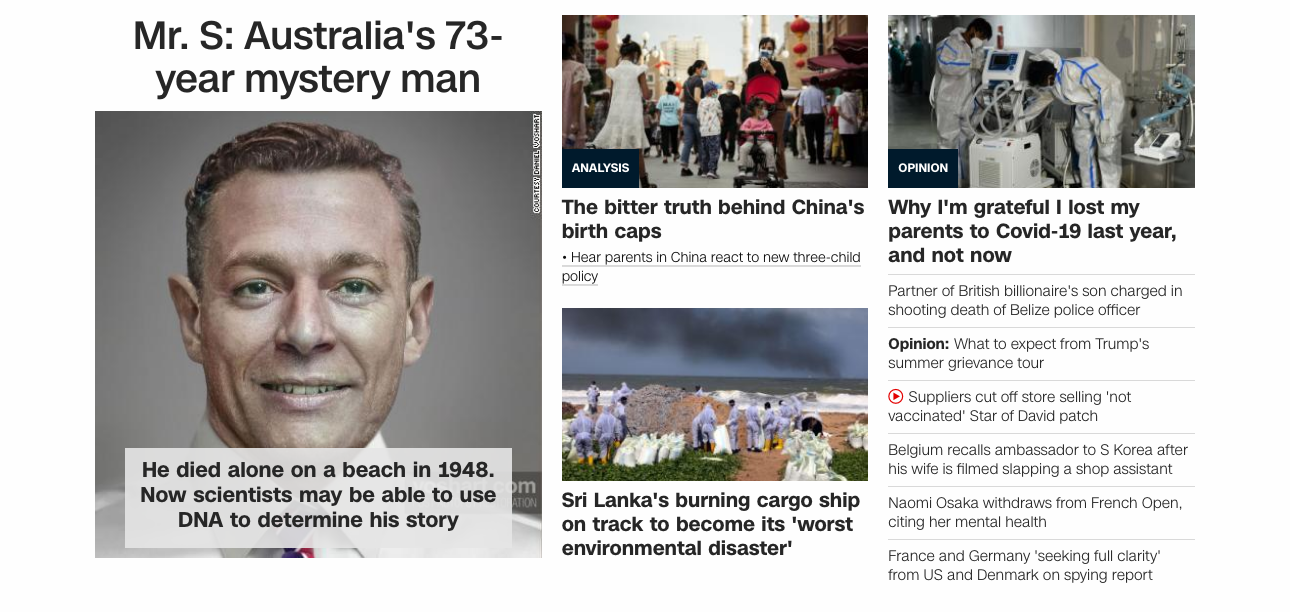 Mr. S: Australia's 73-
year mystery man
COURTESY DANIEL VOSHART
He died alone on a beach in 1948.
Now scientists may be able to use
DNA to determine his story
ANALYSIS
The bitter truth behind China's
birth caps
• Hear parents in China react to new three-child
policy
Sri Lanka's burning cargo ship
on track to become its 'worst
environmental disaster'
OPINION
Why I'm grateful I lost my
parents to Covid-19 last year,
and not now
Partner of British billionaire's son charged in
shooting death of Belize police officer
Opinion: What to expect from Trump's
summer grievance tour
Suppliers cut off store selling 'not
vaccinated' Star of David patch
Belgium recalls ambassador to S Korea after
his wife is filmed slapping a shop assistant
Naomi Osaka withdraws from French Open,
citing her mental health
France and Germany 'seeking full clarity'
from US and Denmark on spying report